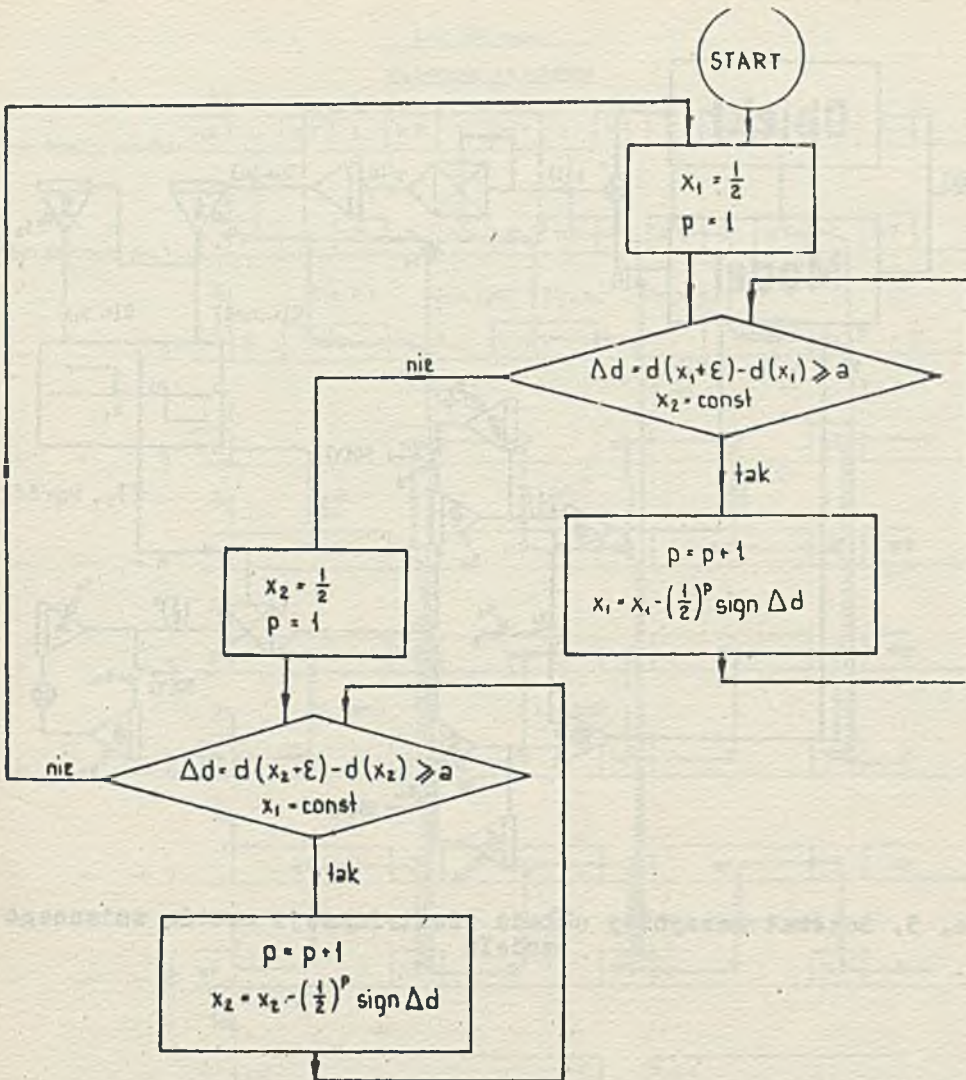 START
x₁ = 1/2
p = 1
Δd = d(x₁+ε)-d(x₁) ⩾ a
x₂ = const
nie
tak
p = p+1
x₁ = x₁-(1/2)ᵖ sign Δd
x₂ = 1/2
p = 1
Δd = d(x₂+ε)-d(x₂) ⩾ a
x₁ = const
nie
tak
p = p+1
x₂ = x₂-(1/2)ᵖ sign Δd